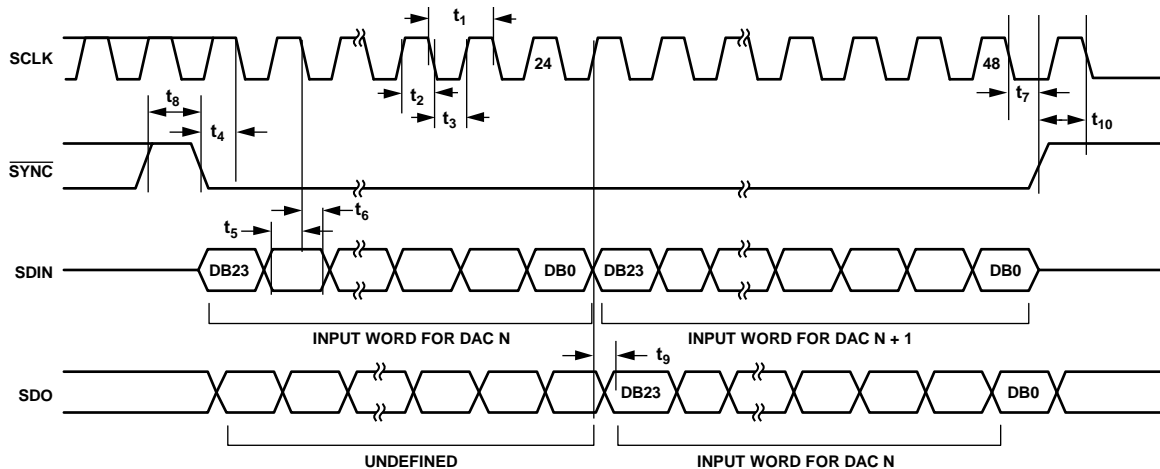 t1
SCLK
24
48
t2
t3
t7
t8
t4
t10
SYNC
t6
t5
SDIN
DB23
DB0
DB23
DB0
INPUT WORD FOR DAC N
INPUT WORD FOR DAC N + 1
t9
SDO
DB23
DB0
UNDEFINED
INPUT WORD FOR DAC N